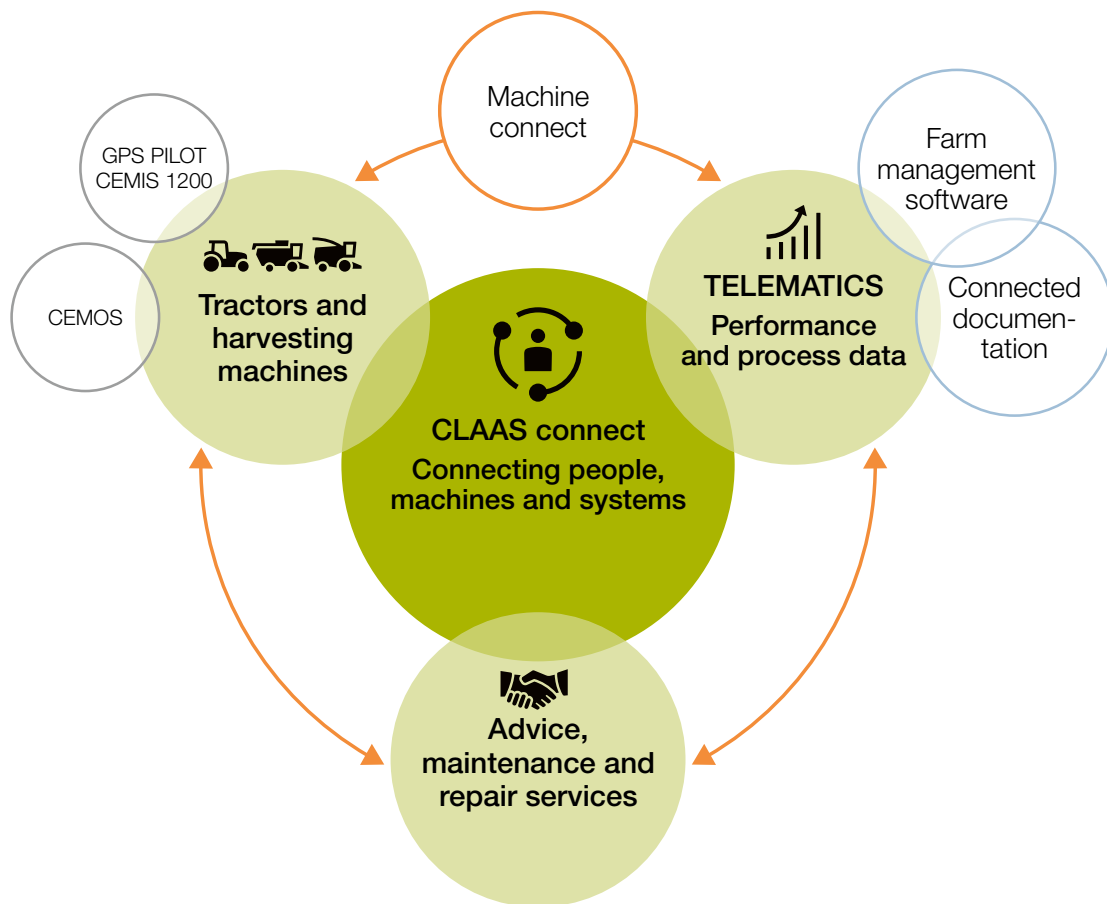 Machine
connect
GPS PILOT
CEMIS 1200
CEMOS
Tractors and
harvesting
machines
Farm
management
software
TELEMATICS
Performance
and process data
Connected
documen-
tation
CLAAS connect
Connecting people,
machines and systems
Advice,
maintenance and
repair services